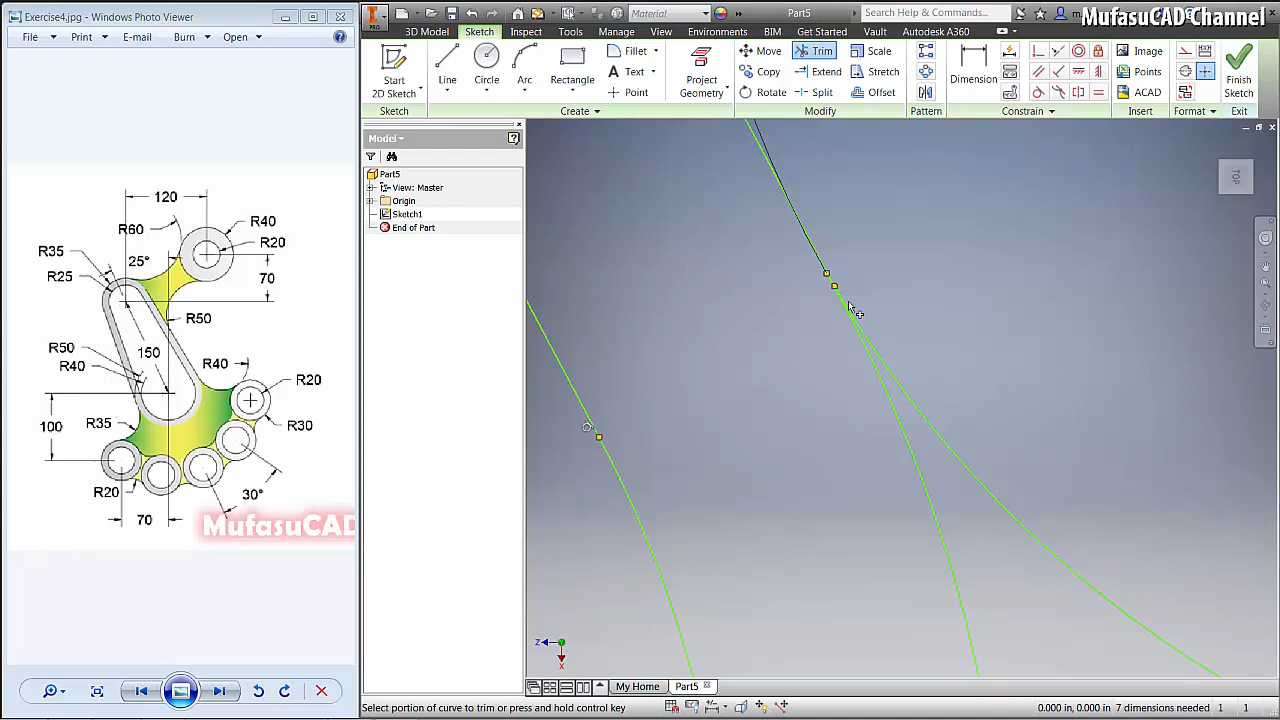 Exercise4.jpg - Windows Photo Viewer
File Print E-mail Burn Open
120
R60
R40
R20
R35
25°
R25
70
R50
150
R50
R40
R40
R20
100
R35
R30
R20
30°
70
MufasuCAD
Material
Part5
Search Help & Commands...
MufasuCADChannel
PRO
3D Model Sketch Inspect Tools Manage View Environments BIM Get Started Vault Autodesk A360
Start
2D Sketch
Line
Circle
Arc
Rectangle
Fillet
Text
Point
Project
Geometry
Move
Copy
Rotate
Trim
Extend
Split
Scale
Stretch
Offset
Dimension
Image
Points
ACAD
Finish
Sketch
Sketch Create Modify Pattern Constrain Insert Format Exit
Model
Part5
View: Master
Origin
Sketch1
End of Part
TOP
Z
X
My Home
Part5
Select portion of curve to trim or press and hold control key
0.000 in, 0.000 in 7 dimensions needed 1 1